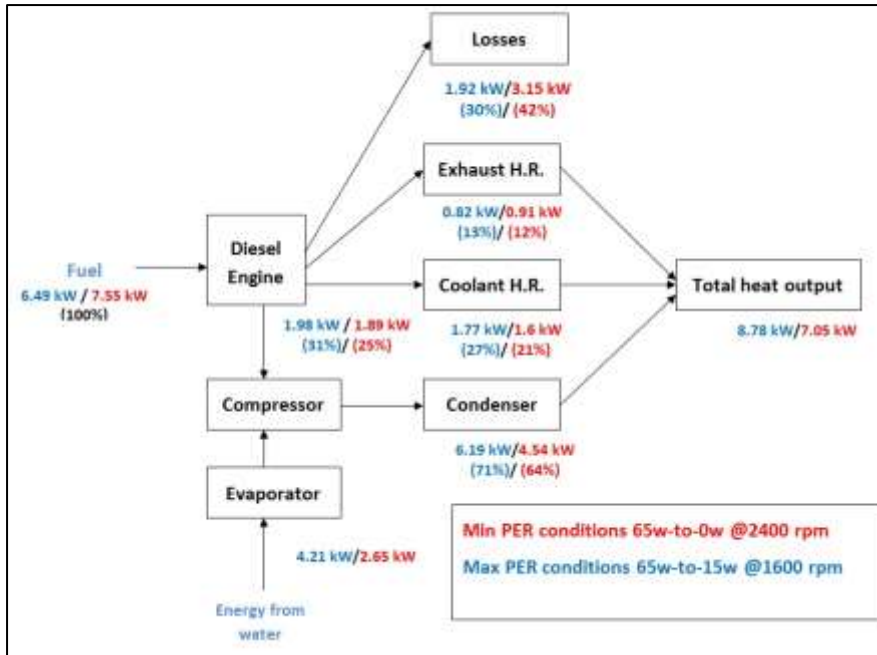 Losses
1.92 kW/3.15 kW
(30%)/ (42%)
Exhaust H.R.
0.82 kW/0.91 kW
(13%)/ (12%)
Diesel
Engine
Fuel
6.49 kW / 7.55 kW
(100%)
Coolant H.R.
1.77 kW/1.6 kW
(27%)/ (21%)
Total heat output
8.78 kW/7.05 kW
1.98 kW / 1.89 kW
(31%)/ (25%)
Compressor
Condenser
6.19 kW/4.54 kW
(71%)/ (64%)
Evaporator
4.21 kW/2.65 kW
Energy from
water
Min PER conditions 65w-to-0w @2400 rpm
Max PER conditions 65w-to-15w @1600 rpm